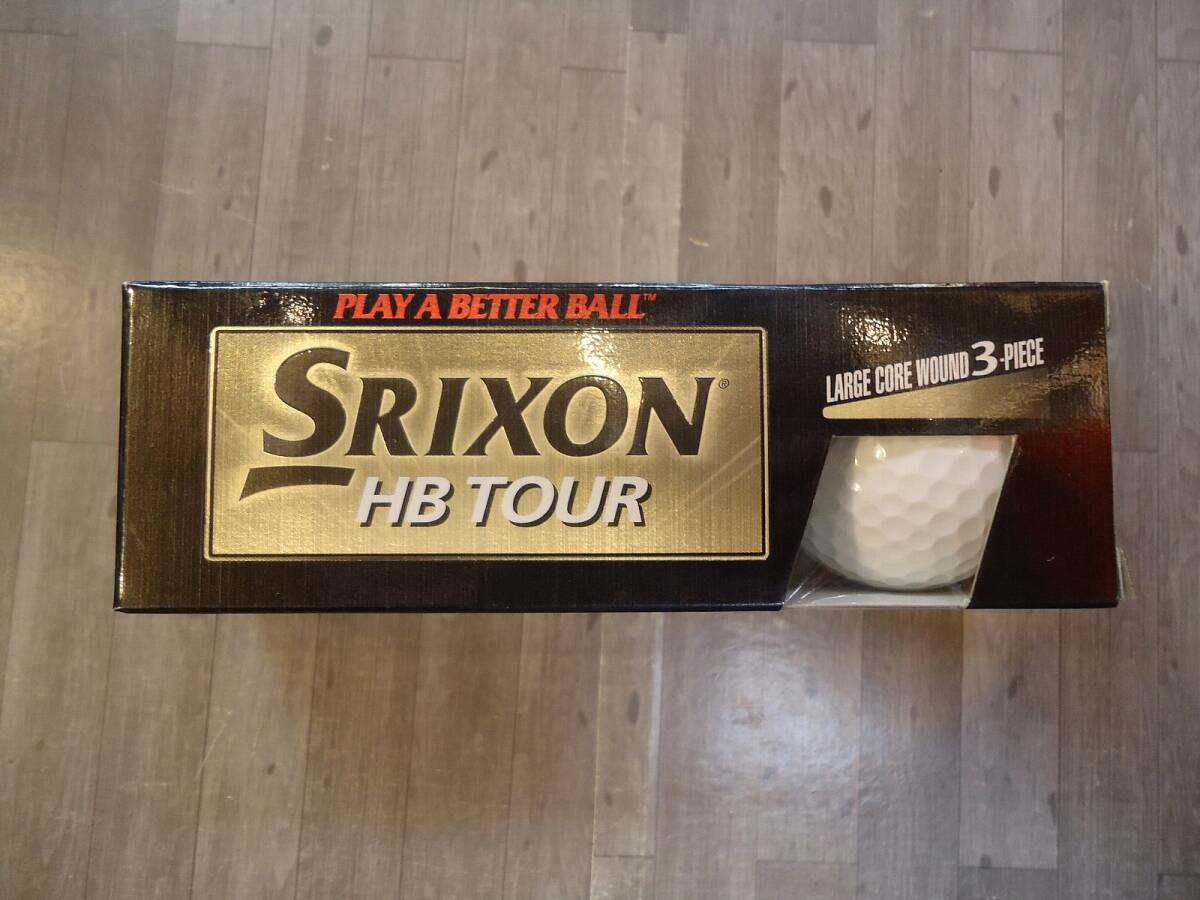 PLAY A BETTER BALL™
SRIXON®
HB TOUR
LARGE CORE WOUND 3-PIECE